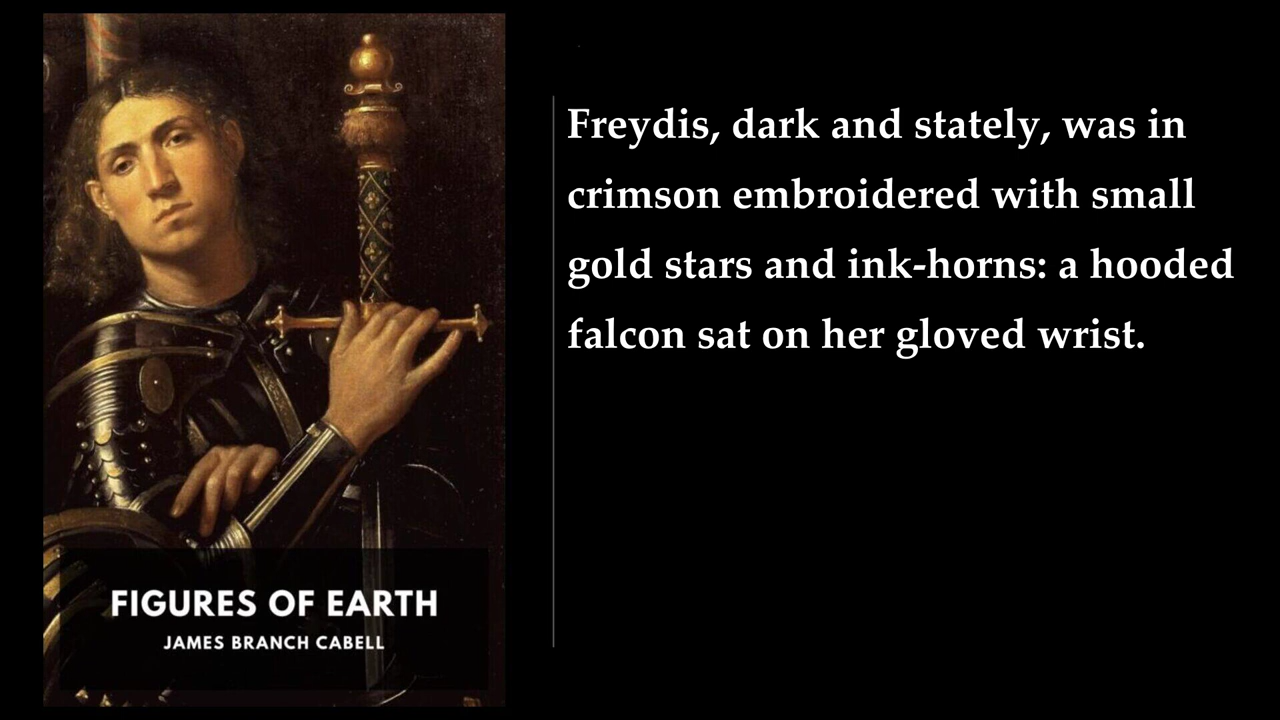 Freydis, dark and stately, was in
crimson embroidered with small
gold stars and ink-horns: a hooded
falcon sat on her gloved wrist.
FIGURES OF EARTH
JAMES BRANCH CABELL